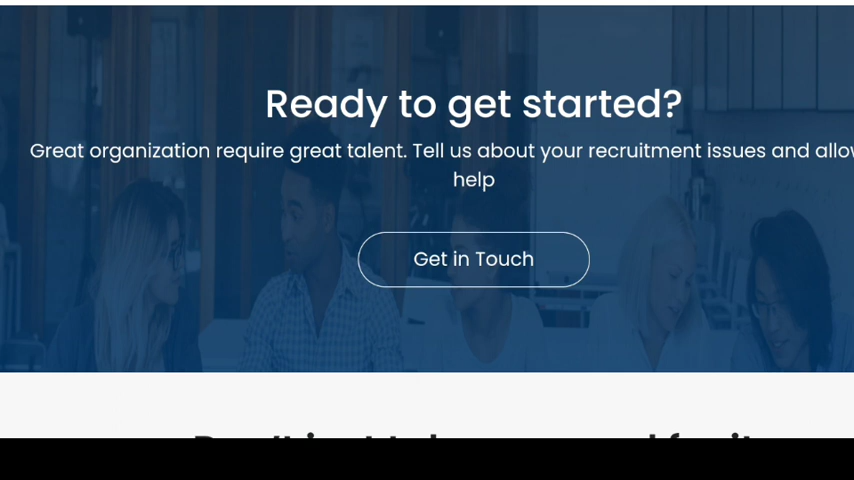 Ready to get started?
Great organization require great talent. Tell us about your recruitment issues and
help
Get in Touch